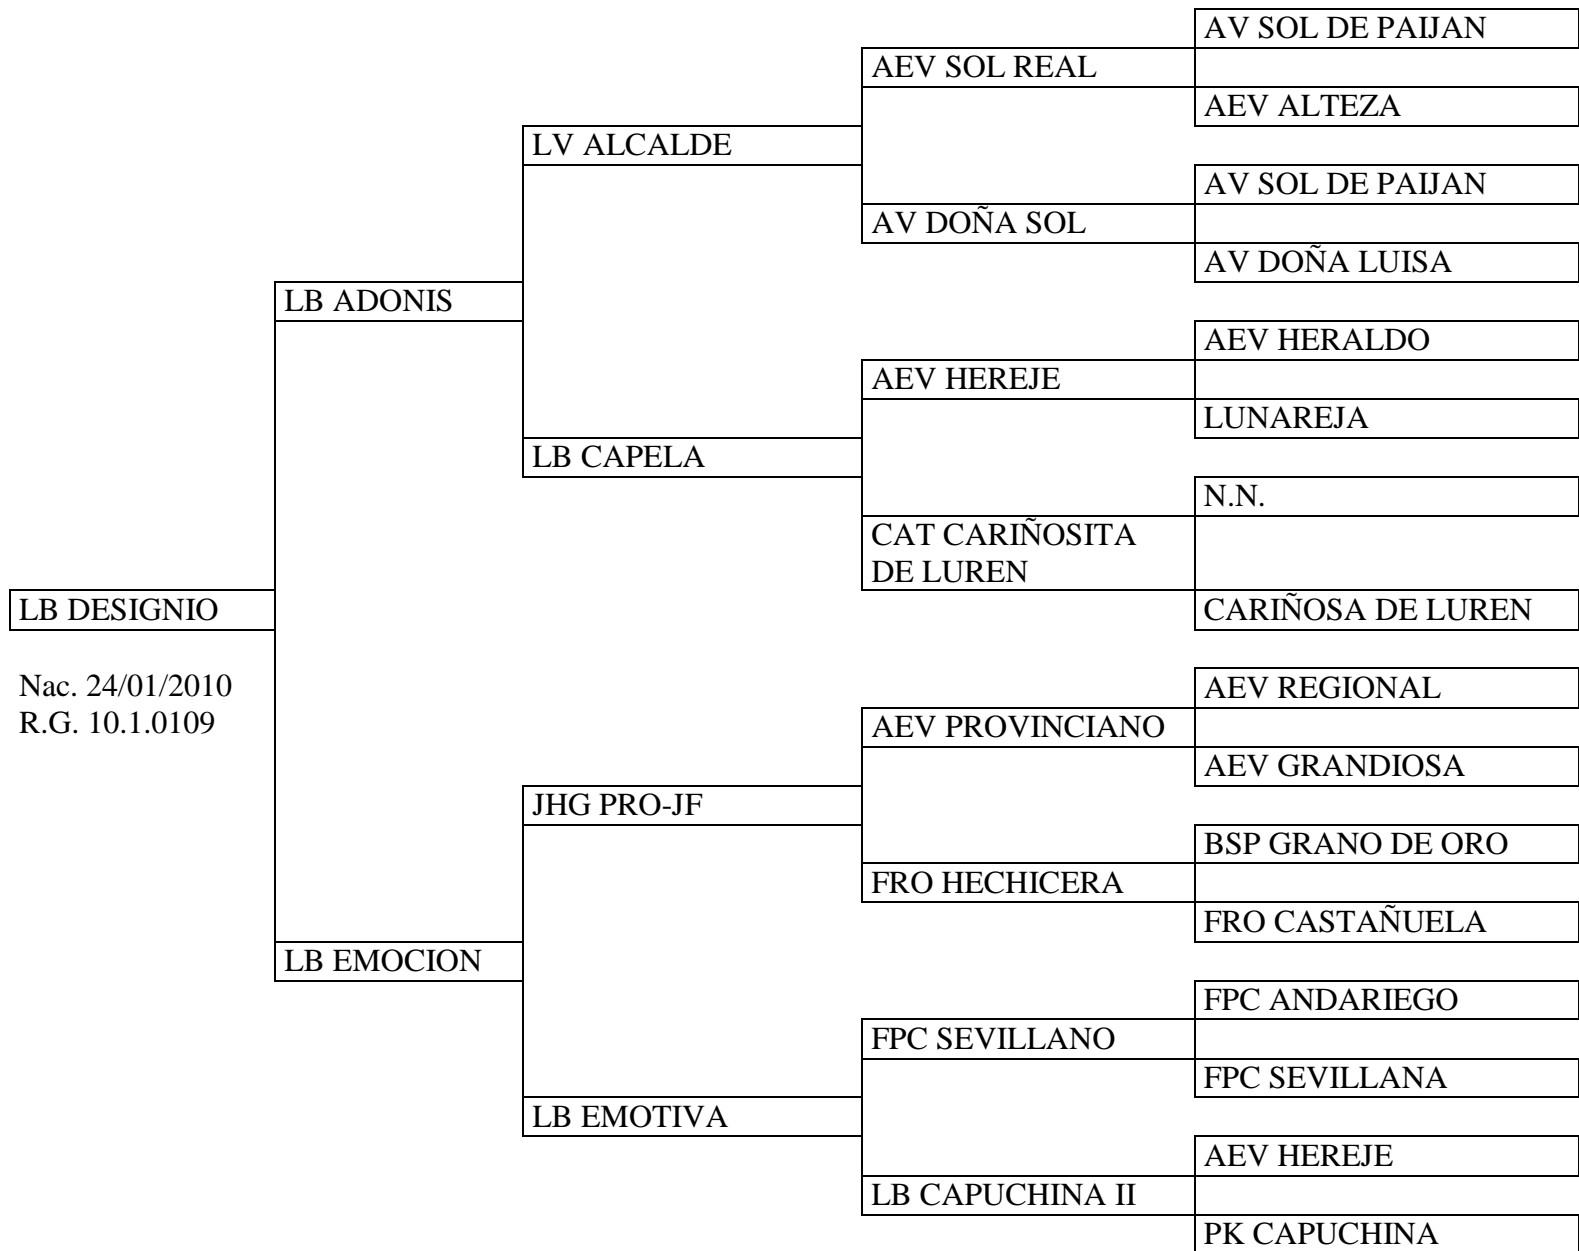 AV SOL DE PAIJAN
AEV SOL REAL
AEV ALTEZA
LV ALCALDE
AV SOL DE PAIJAN
AV DOÑA SOL
AV DOÑA LUISA
LB ADONIS
AEV HERALDO
AEV HEREJE
LUNAREJA
LB CAPELA
N.N.
CAT CARIÑOSITA
DE LUREN
CARIÑOSA DE LUREN
LB DESIGNIO
Nac. 24/01/2010
R.G. 10.1.0109
AEV REGIONAL
AEV PROVINCIANO
AEV GRANDIOSA
JHG PRO-JF
BSP GRANO DE ORO
FRO HECHICERA
FRO CASTAÑUELA
LB EMOCION
FPC ANDARIEGO
FPC SEVILLANO
FPC SEVILLANA
LB EMOTIVA
AEV HEREJE
LB CAPUCHINA II
PK CAPUCHINA